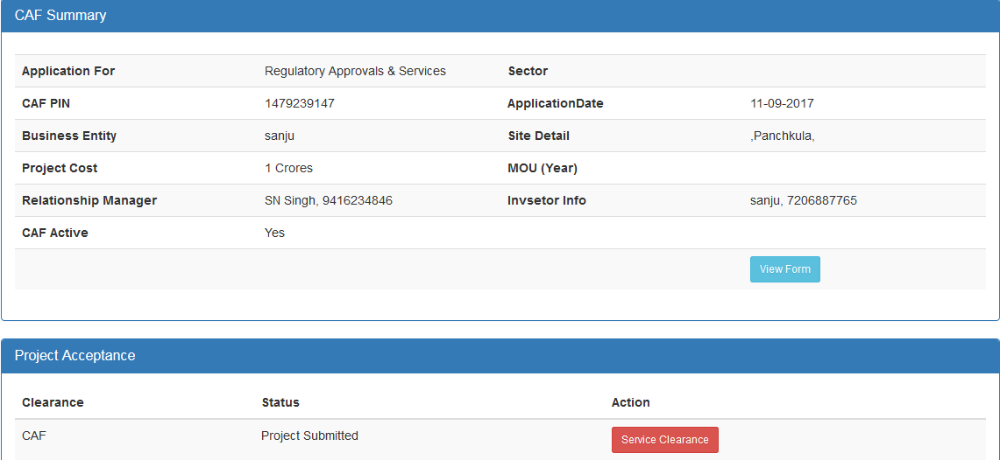 CAF Summary
Application For Regulatory Approvals & Services Sector
CAF PIN 1479239147 ApplicationDate 11-09-2017
Business Entity sanju Site Detail ,Panchkula,
Project Cost 1 Crores MOU (Year)
Relationship Manager SN Singh, 9416234846 Invsetor Info sanju, 7206887765
CAF Active Yes
View Form
Project Acceptance
Clearance Status Action
CAF Project Submitted Service Clearance